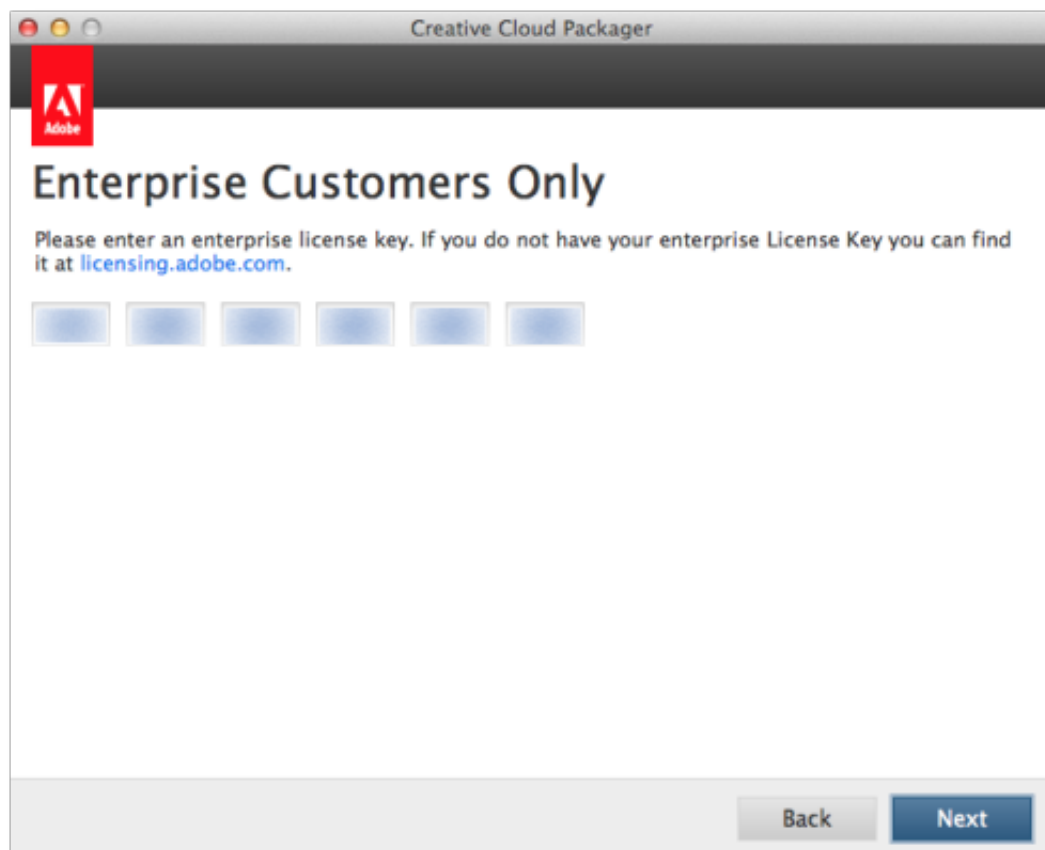 Creative Cloud Packager
Adobe
Enterprise Customers Only
Please enter an enterprise license key. If you do not have your enterprise License Key you can find
it at licensing.adobe.com.
Back
Next